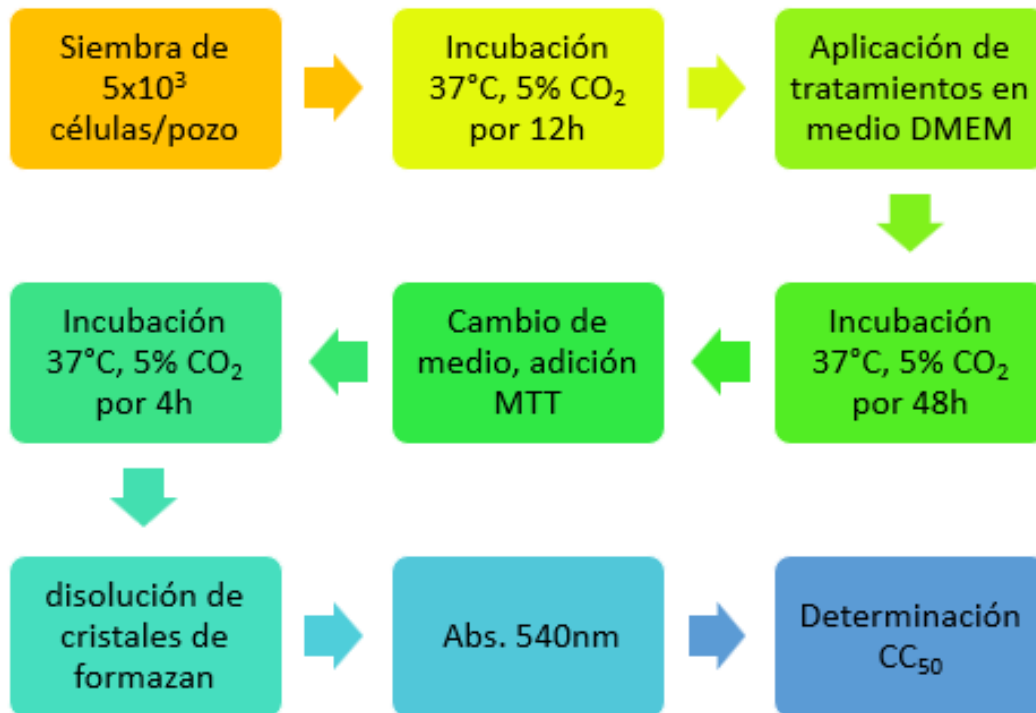 Siembra de
5x10³
células/pozo
Incubación
37°C, 5% CO₂
por 12h
Aplicación de
tratamientos en
medio DMEM
Incubación
37°C, 5% CO₂
por 48h
Cambio de
medio, adición
MTT
Incubación
37°C, 5% CO₂
por 4h
disolución de
cristales de
formazan
Abs. 540nm
Determinación
CC₅₀